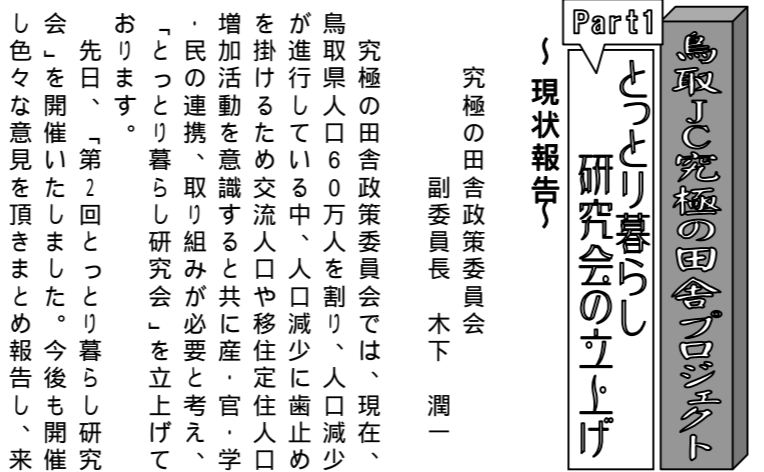 鳥取JC究極の田舎プロジェクト
Part1
とっとり暮らし
研究会の立上げ
〜現状報告〜
究極の田舎政策委員会
副委員長　木下　潤一
　究極の田舎政策委員会では、現在、
鳥取県人口60万人を割り、人口減少
が進行している中、人口減少に歯止め
を掛けるため交流人口や移住定住人口
増加活動を意識すると共に産・官・学
・民の連携、取り組みが必要と考え、
「とっとり暮らし研究会」を立上げて
おります。
　先日、「第2回とっとり暮らし研究
会」を開催いたしました。今後も開催
し色々な意見を頂きまとめ報告し、来